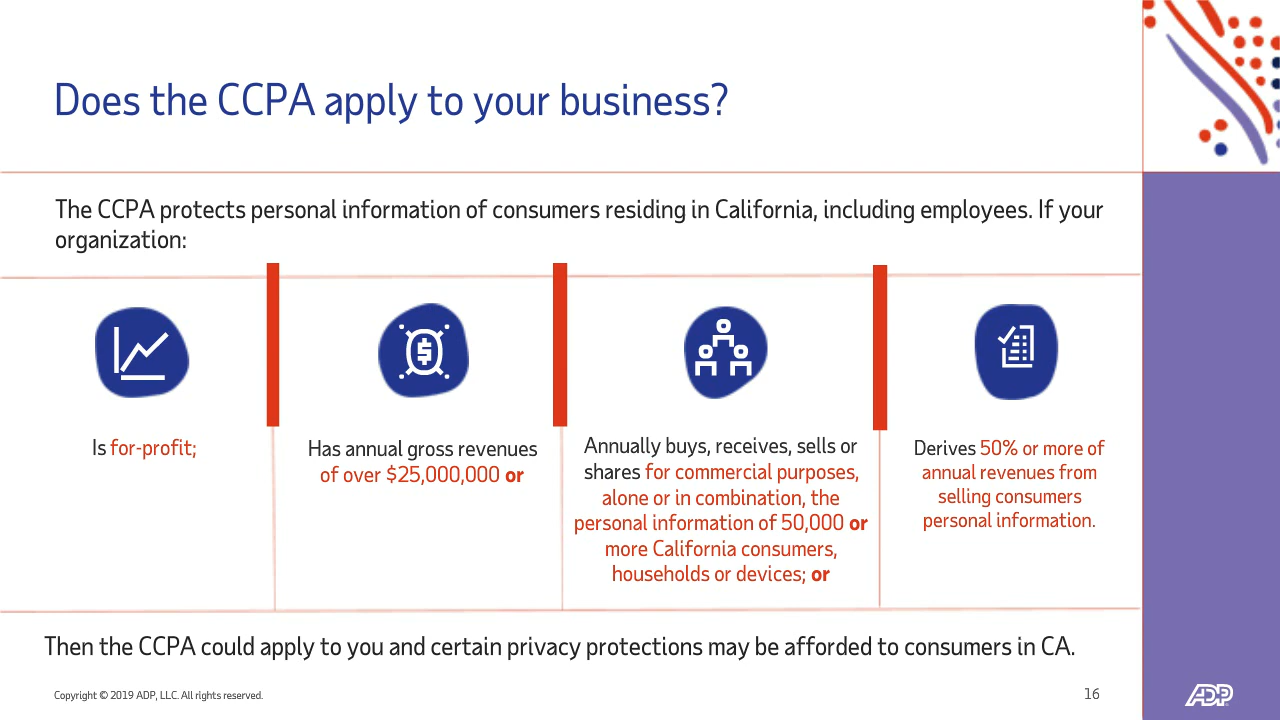 Does the CCPA apply to your business?
The CCPA protects personal information of consumers residing in California, including employees. If your
organization:
Is for-profit;
Has annual gross revenues
of over $25,000,000 or
Annually buys, receives, sells or
shares for commercial purposes,
alone or in combination, the
personal information of 50,000 or
more California consumers,
households or devices; or
Derives 50% or more of
annual revenues from
selling consumers
personal information.
Then the CCPA could apply to you and certain privacy protections may be afforded to consumers in CA.
Copyright © 2019 ADP, LLC. All rights reserved.
16
ADP